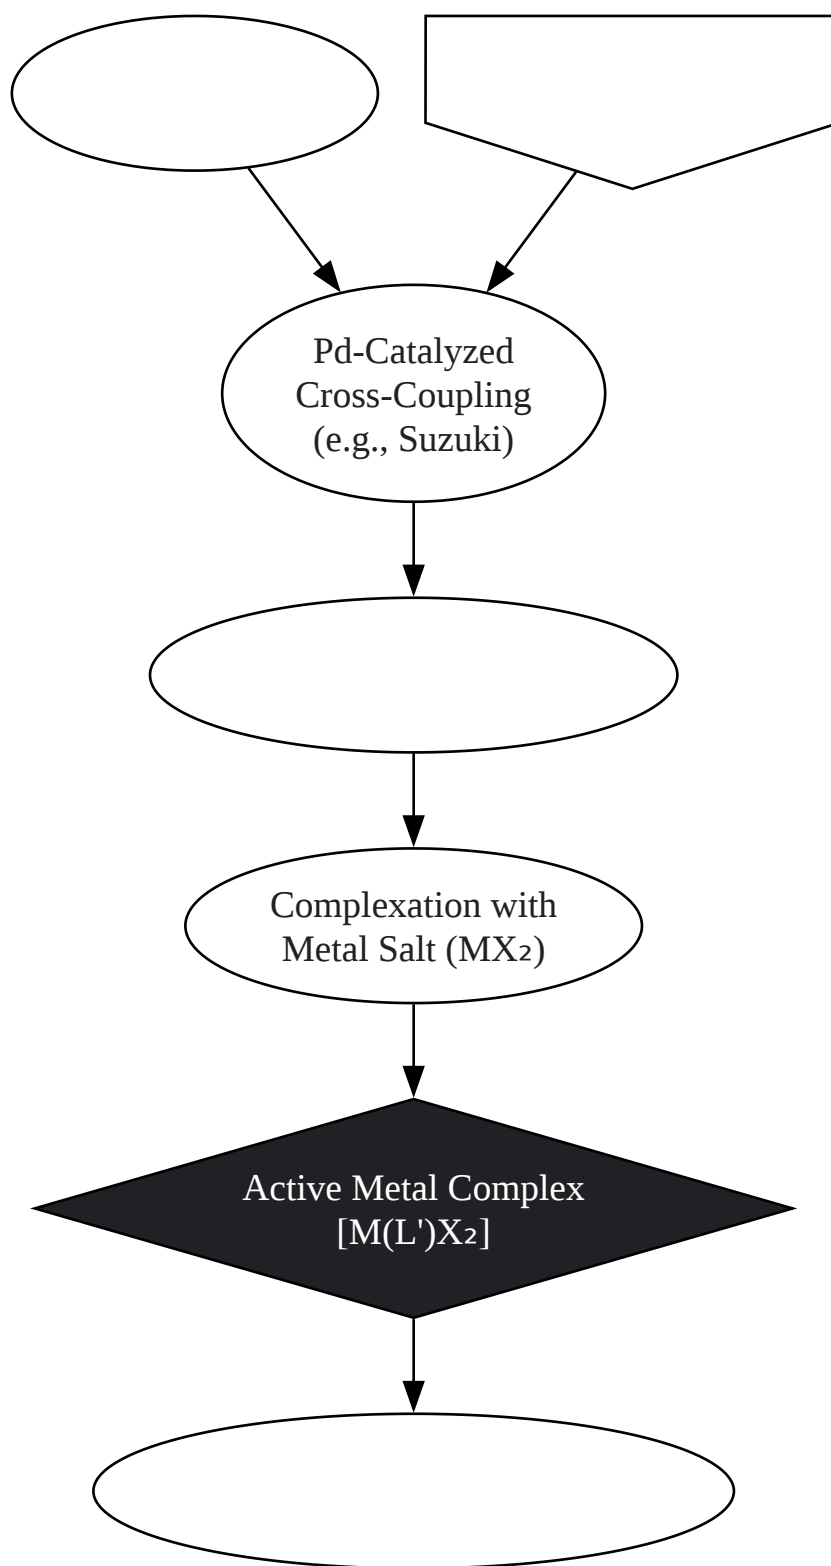 Pd-Catalyzed
Cross-Coupling
(e.g., Suzuki)
Complexation with
Metal Salt (MX₂)
Active Metal Complex
[M(L')X₂]